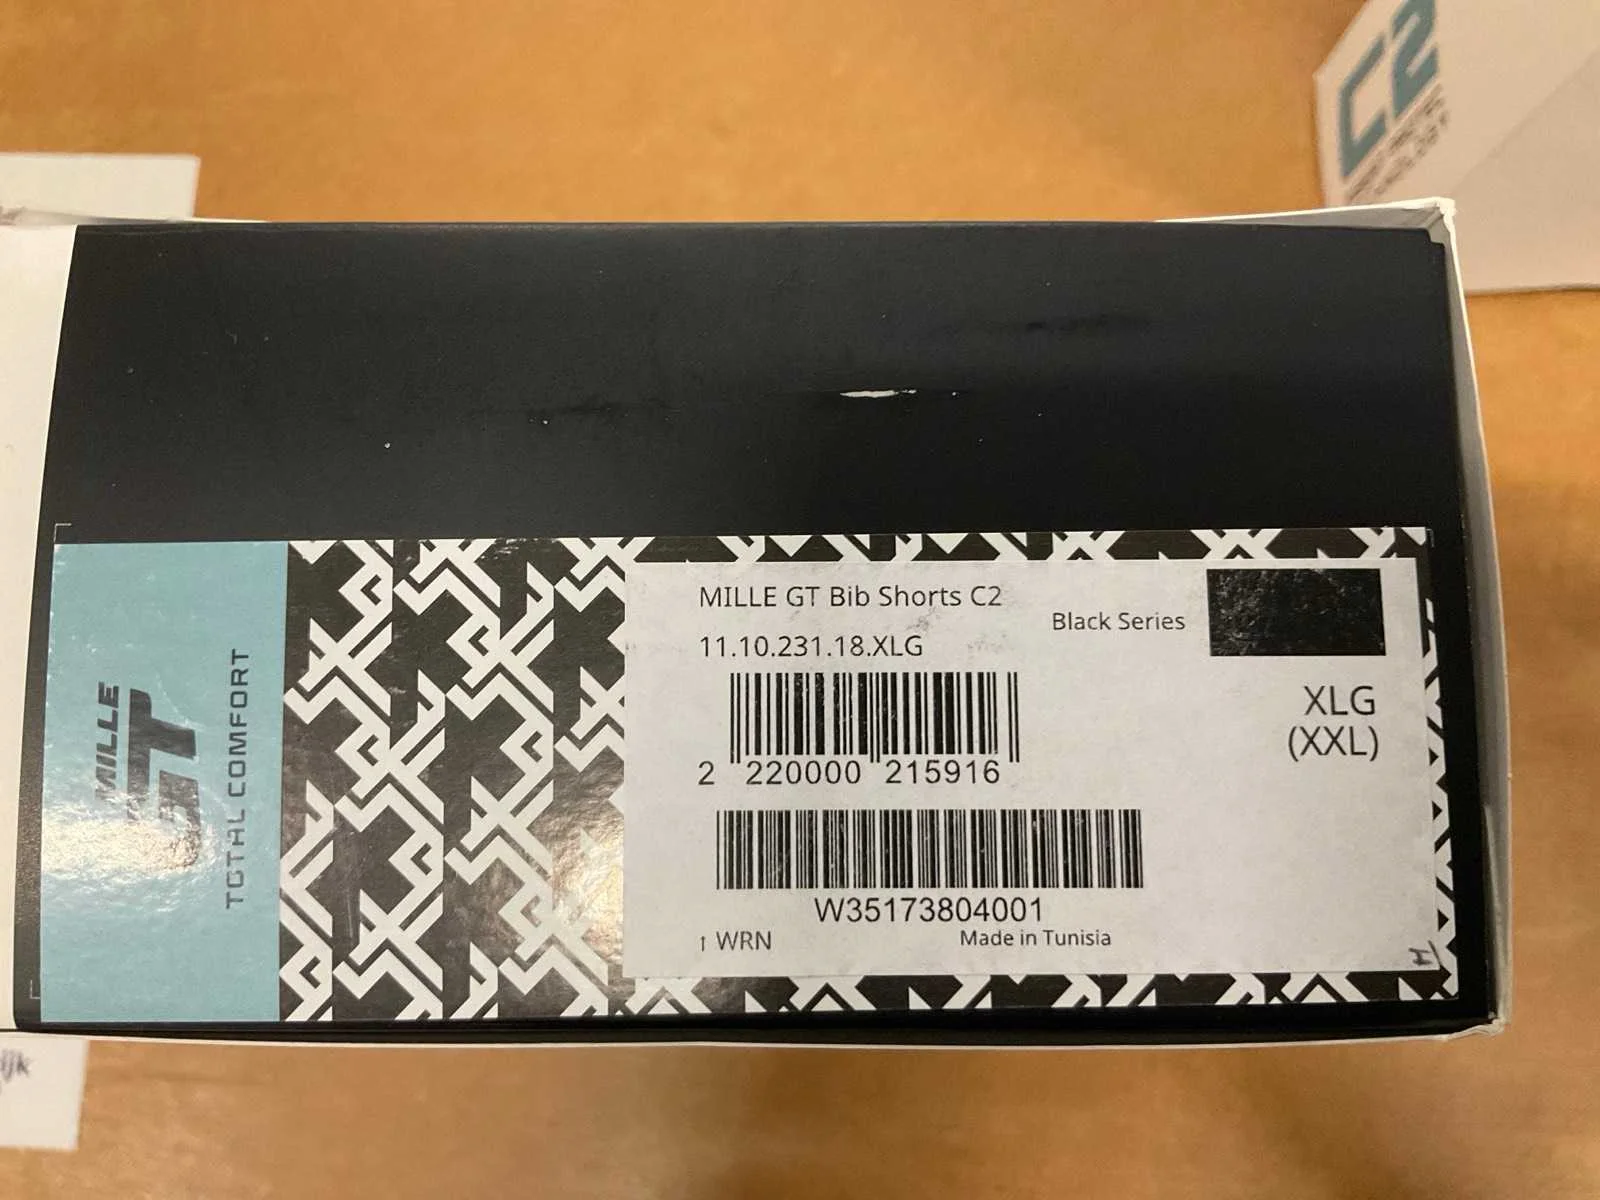 C2
MILLE
GT
TOTAL COMFORT
MILLE GT Bib Shorts C2
Black Series
11.10.231.18.XLG
XLG
(XXL)
2 220000 215916
W35173804001
↑ WRN
Made in Tunisia